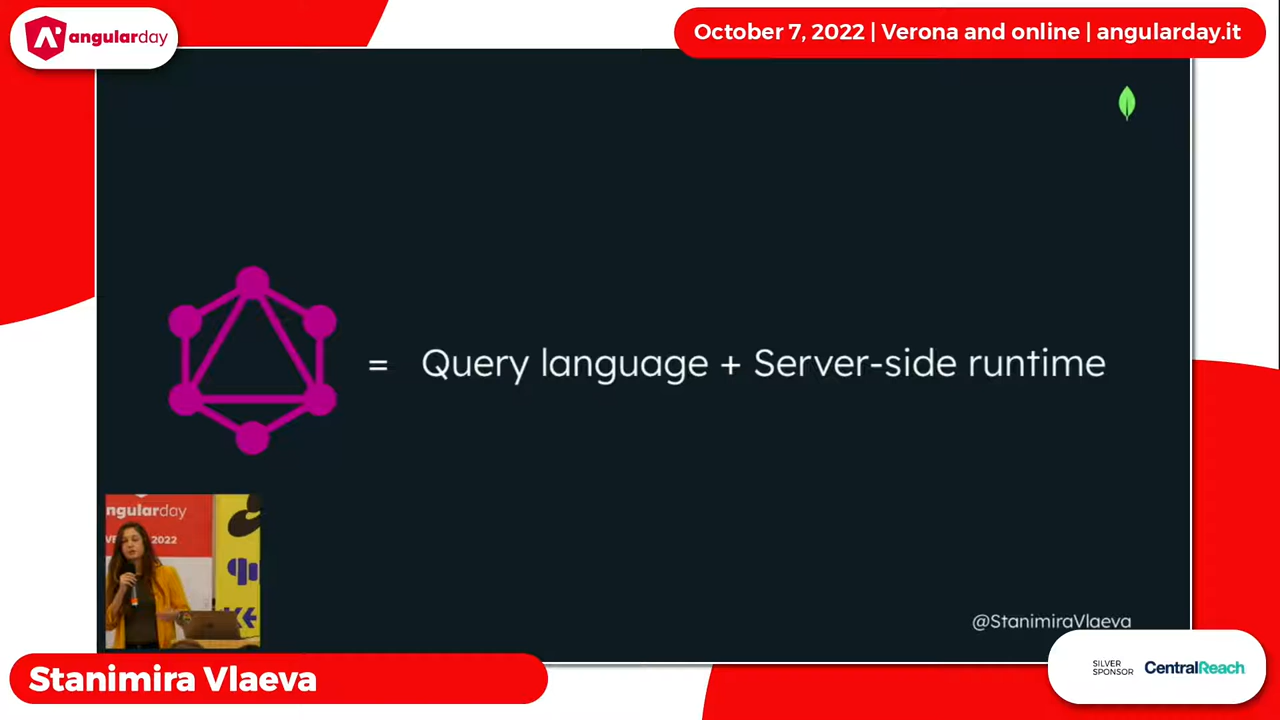 angularday
October 7, 2022 | Verona and online | angularday.it
= Query language + Server-side runtime
ngularday
2022
@StanimiraVlaeva
Stanimira Vlaeva
SILVER
SPONSOR
CentralReach